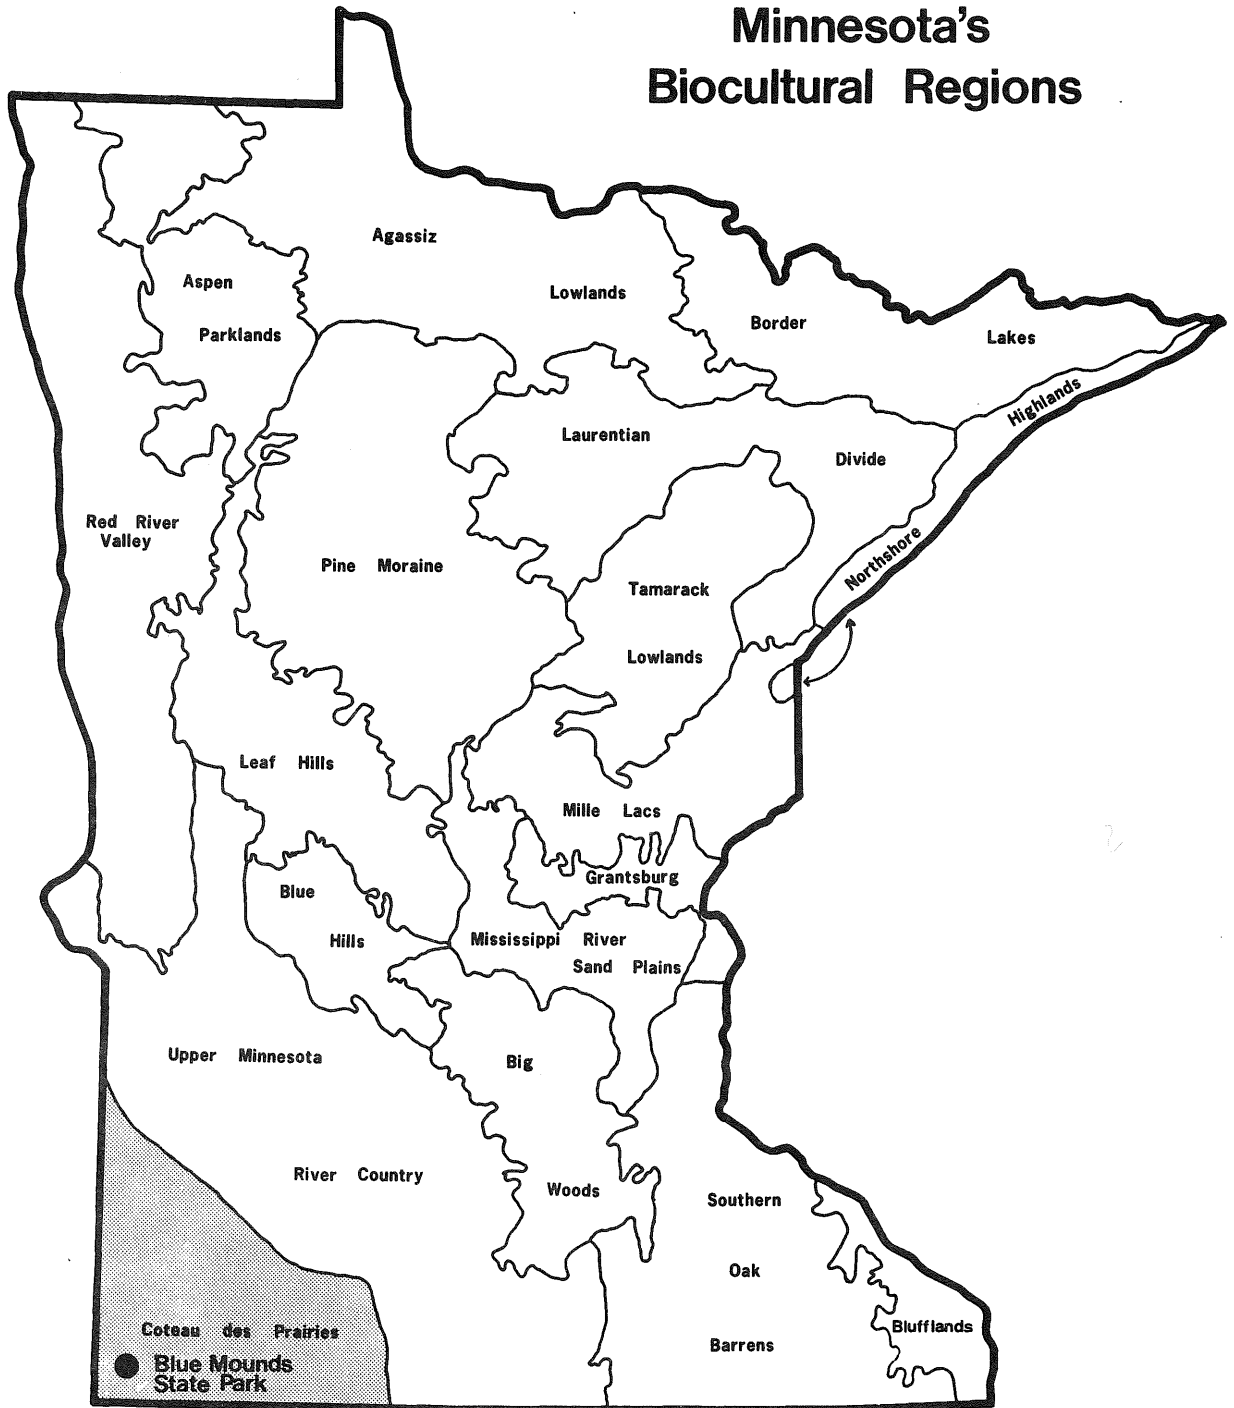 Minnesota's
Biocultural Regions
Agassiz
Lowlands
Aspen
Parklands
Border
Lakes
Highlands
Laurentian
Divide
Red River
Valley
Northshore
Pine Moraine
Tamarack
Lowlands
Leaf Hills
Mille Lacs
Grantsburg
Blue
Hills
Mississippi River
Sand Plains
Upper Minnesota
Big
River Country
Woods
Southern
Oak
Barrens
Blufflands
Coteau des Prairies
Blue Mounds
State Park